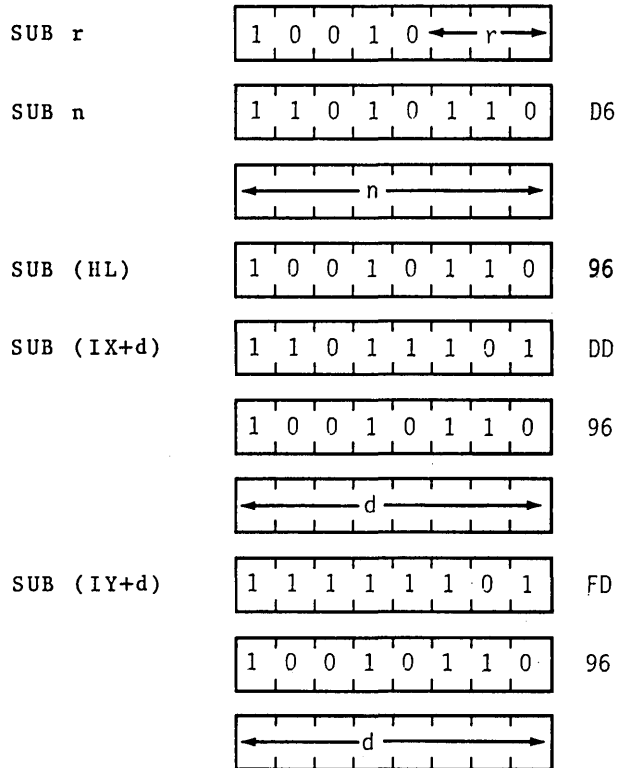 SUB r 1 0 0 1 0 r
SUB n 1 1 0 1 0 1 1 0 D6
n
SUB (HL) 1 0 0 1 0 1 1 0 96
SUB (IX+d) 1 1 0 1 1 1 0 1 DD
1 0 0 1 0 1 1 0 96
d
SUB (IY+d) 1 1 1 1 1 1 0 1 FD
1 0 0 1 0 1 1 0 96
d